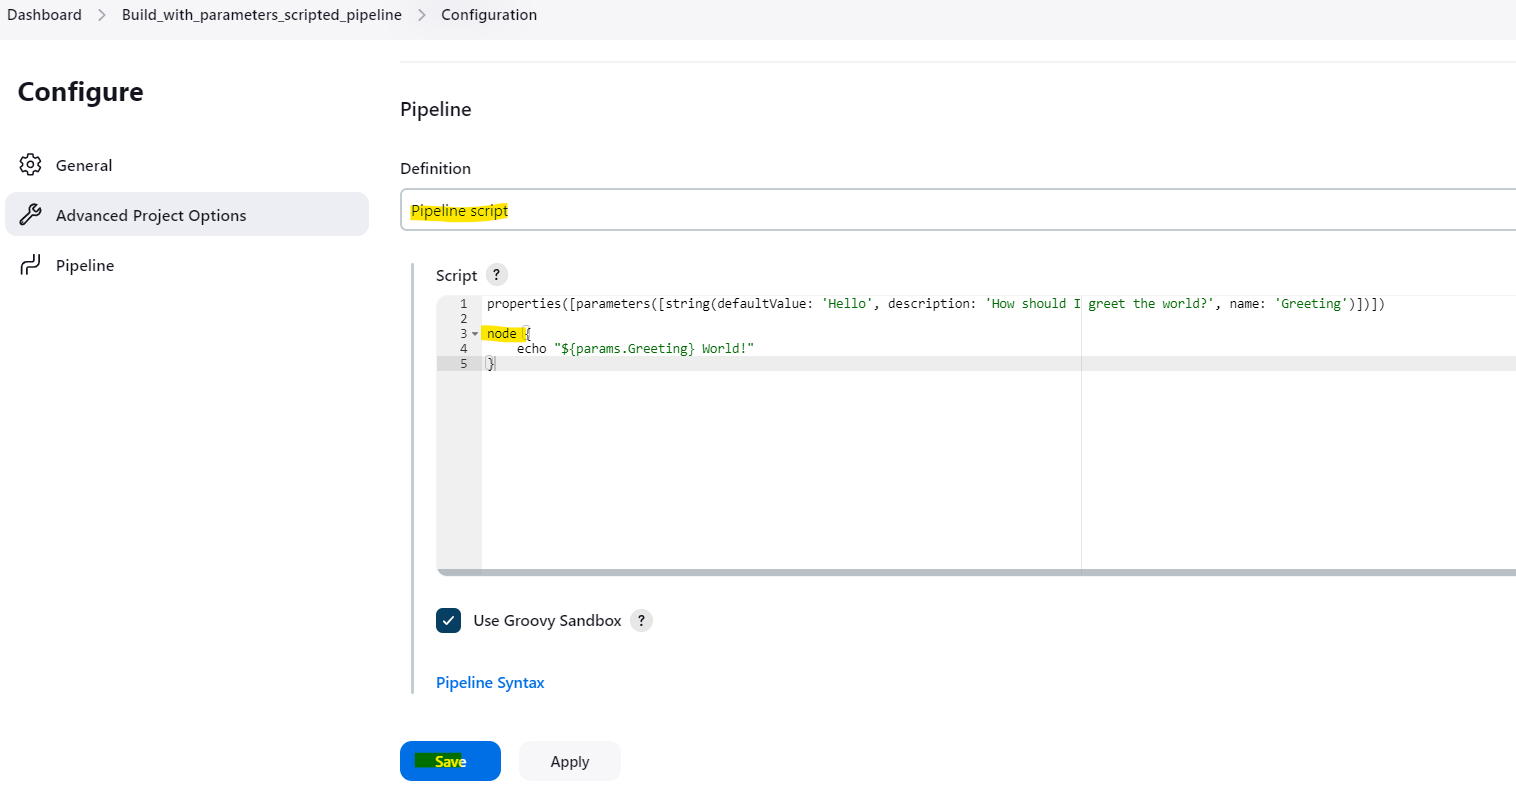 Dashboard > Build_with_parameters_scripted_pipeline > Configuration
Configure
General
Advanced Project Options
Pipeline
Pipeline
Definition
Pipeline script
Script ?
1 properties([parameters([string(defaultValue: 'Hello', description: 'How should I greet the world?', name: 'Greeting')])])
2
3 node {
4     echo "${params.Greeting} World!"
5 }
Use Groovy Sandbox ?
Pipeline Syntax
Save Apply